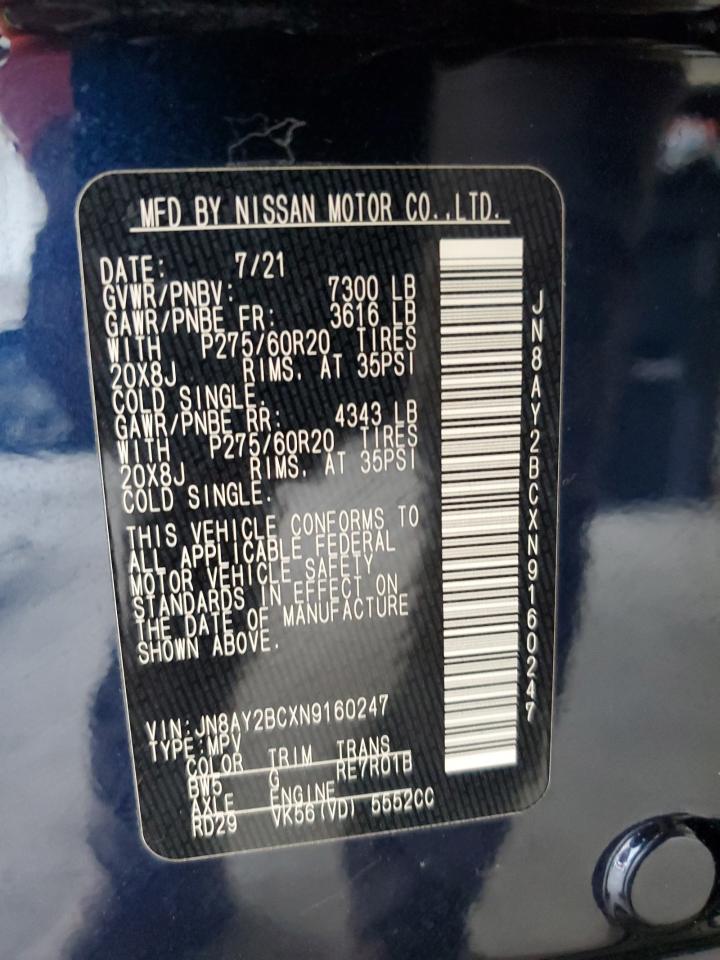 MFD BY NISSAN MOTOR CO.,LTD.
DATE: 7/21
GVWR/PNBV: 7300 LB
GAWR/PNBE FR: 3616 LB
WITH P275/60R20 TIRES
20X8J RIMS, AT 35PSI
COLD SINGLE.
GAWR/PNBE RR: 4343 LB
WITH P275/60R20 TIRES
20X8J RIMS, AT 35PSI
COLD SINGLE.
THIS VEHICLE CONFORMS TO
ALL APPLICABLE FEDERAL
MOTOR VEHICLE SAFETY
STANDARDS IN EFFECT ON
THE DATE OF MANUFACTURE
SHOWN ABOVE.
VIN:JN8AY2BCXN9160247
TYPE:MPV
COLOR TRIM TRANS
BW5 G RE7R01B
AXLE ENGINE
RD29 VK56(VD) 5552CC
JN8AY2BCXN9160247